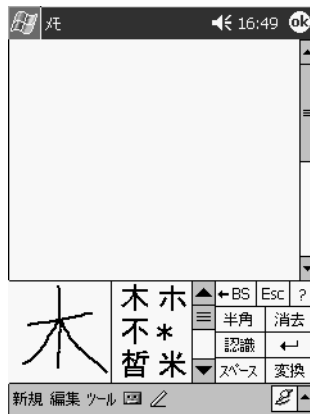 メモ 16:49 ok
木
木 ホ ←BS Esc ?
不 * 半角 消去
皙 米 認識 ↵
スペース 変換
新規 編集 ツール